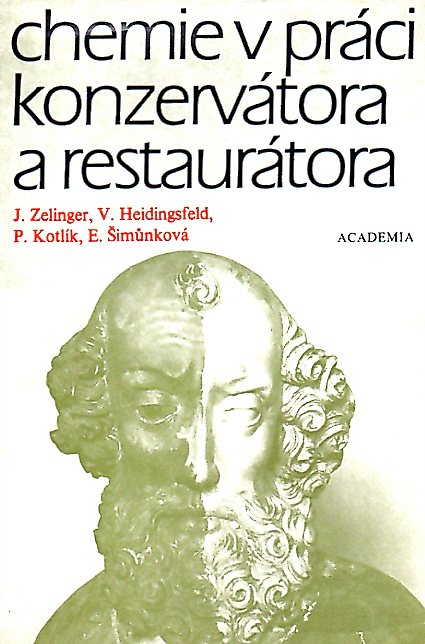 chemie v práci
konzervátora
a restaurátora
J. Zelinger, V. Heidingsfeld,
P. Kotlík, E. Šimůnková
ACADEMIA